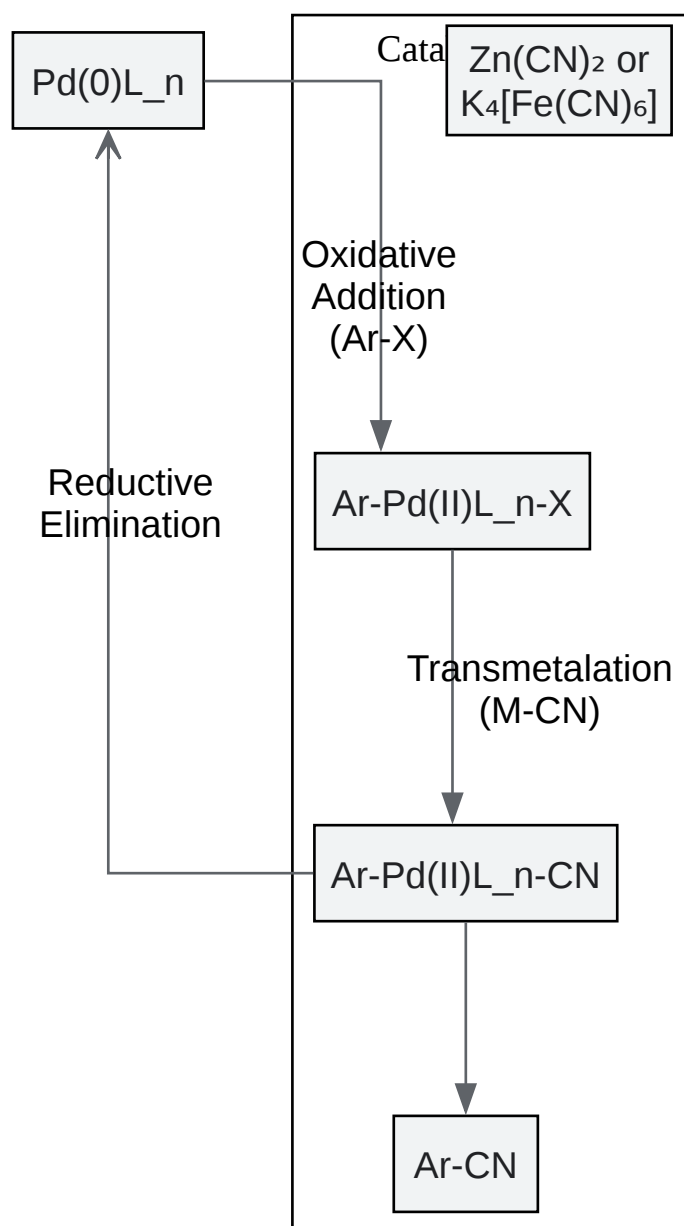 Pd(0)L_n
Zn(CN)₂ or
K₄[Fe(CN)₆]
Oxidative
Addition
(Ar-X)
Ar-Pd(II)L_n-X
Reductive
Elimination
Transmetalation
(M-CN)
Ar-Pd(II)L_n-CN
Ar-CN